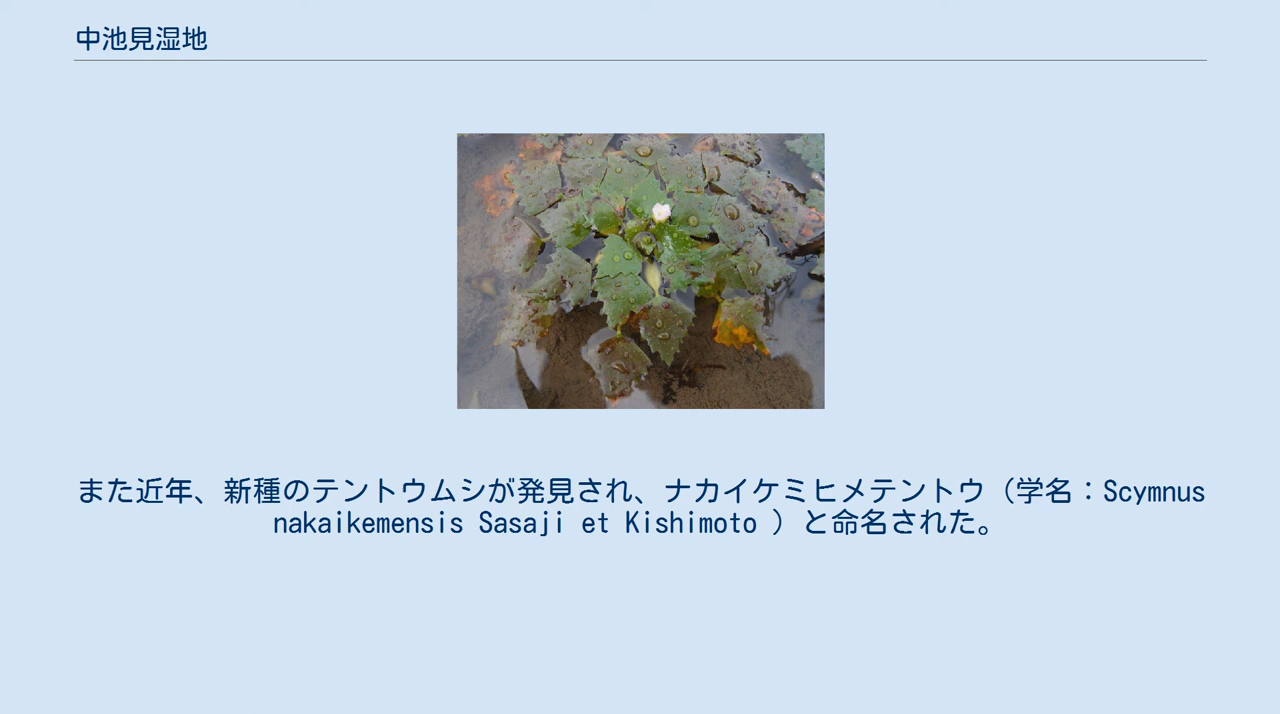 中池見湿地
また近年、新種のテントウムシが発見され、ナカイケミヒメテントウ（学名：Scymnus
nakaikemensis Sasaji et Kishimoto ）と命名された。